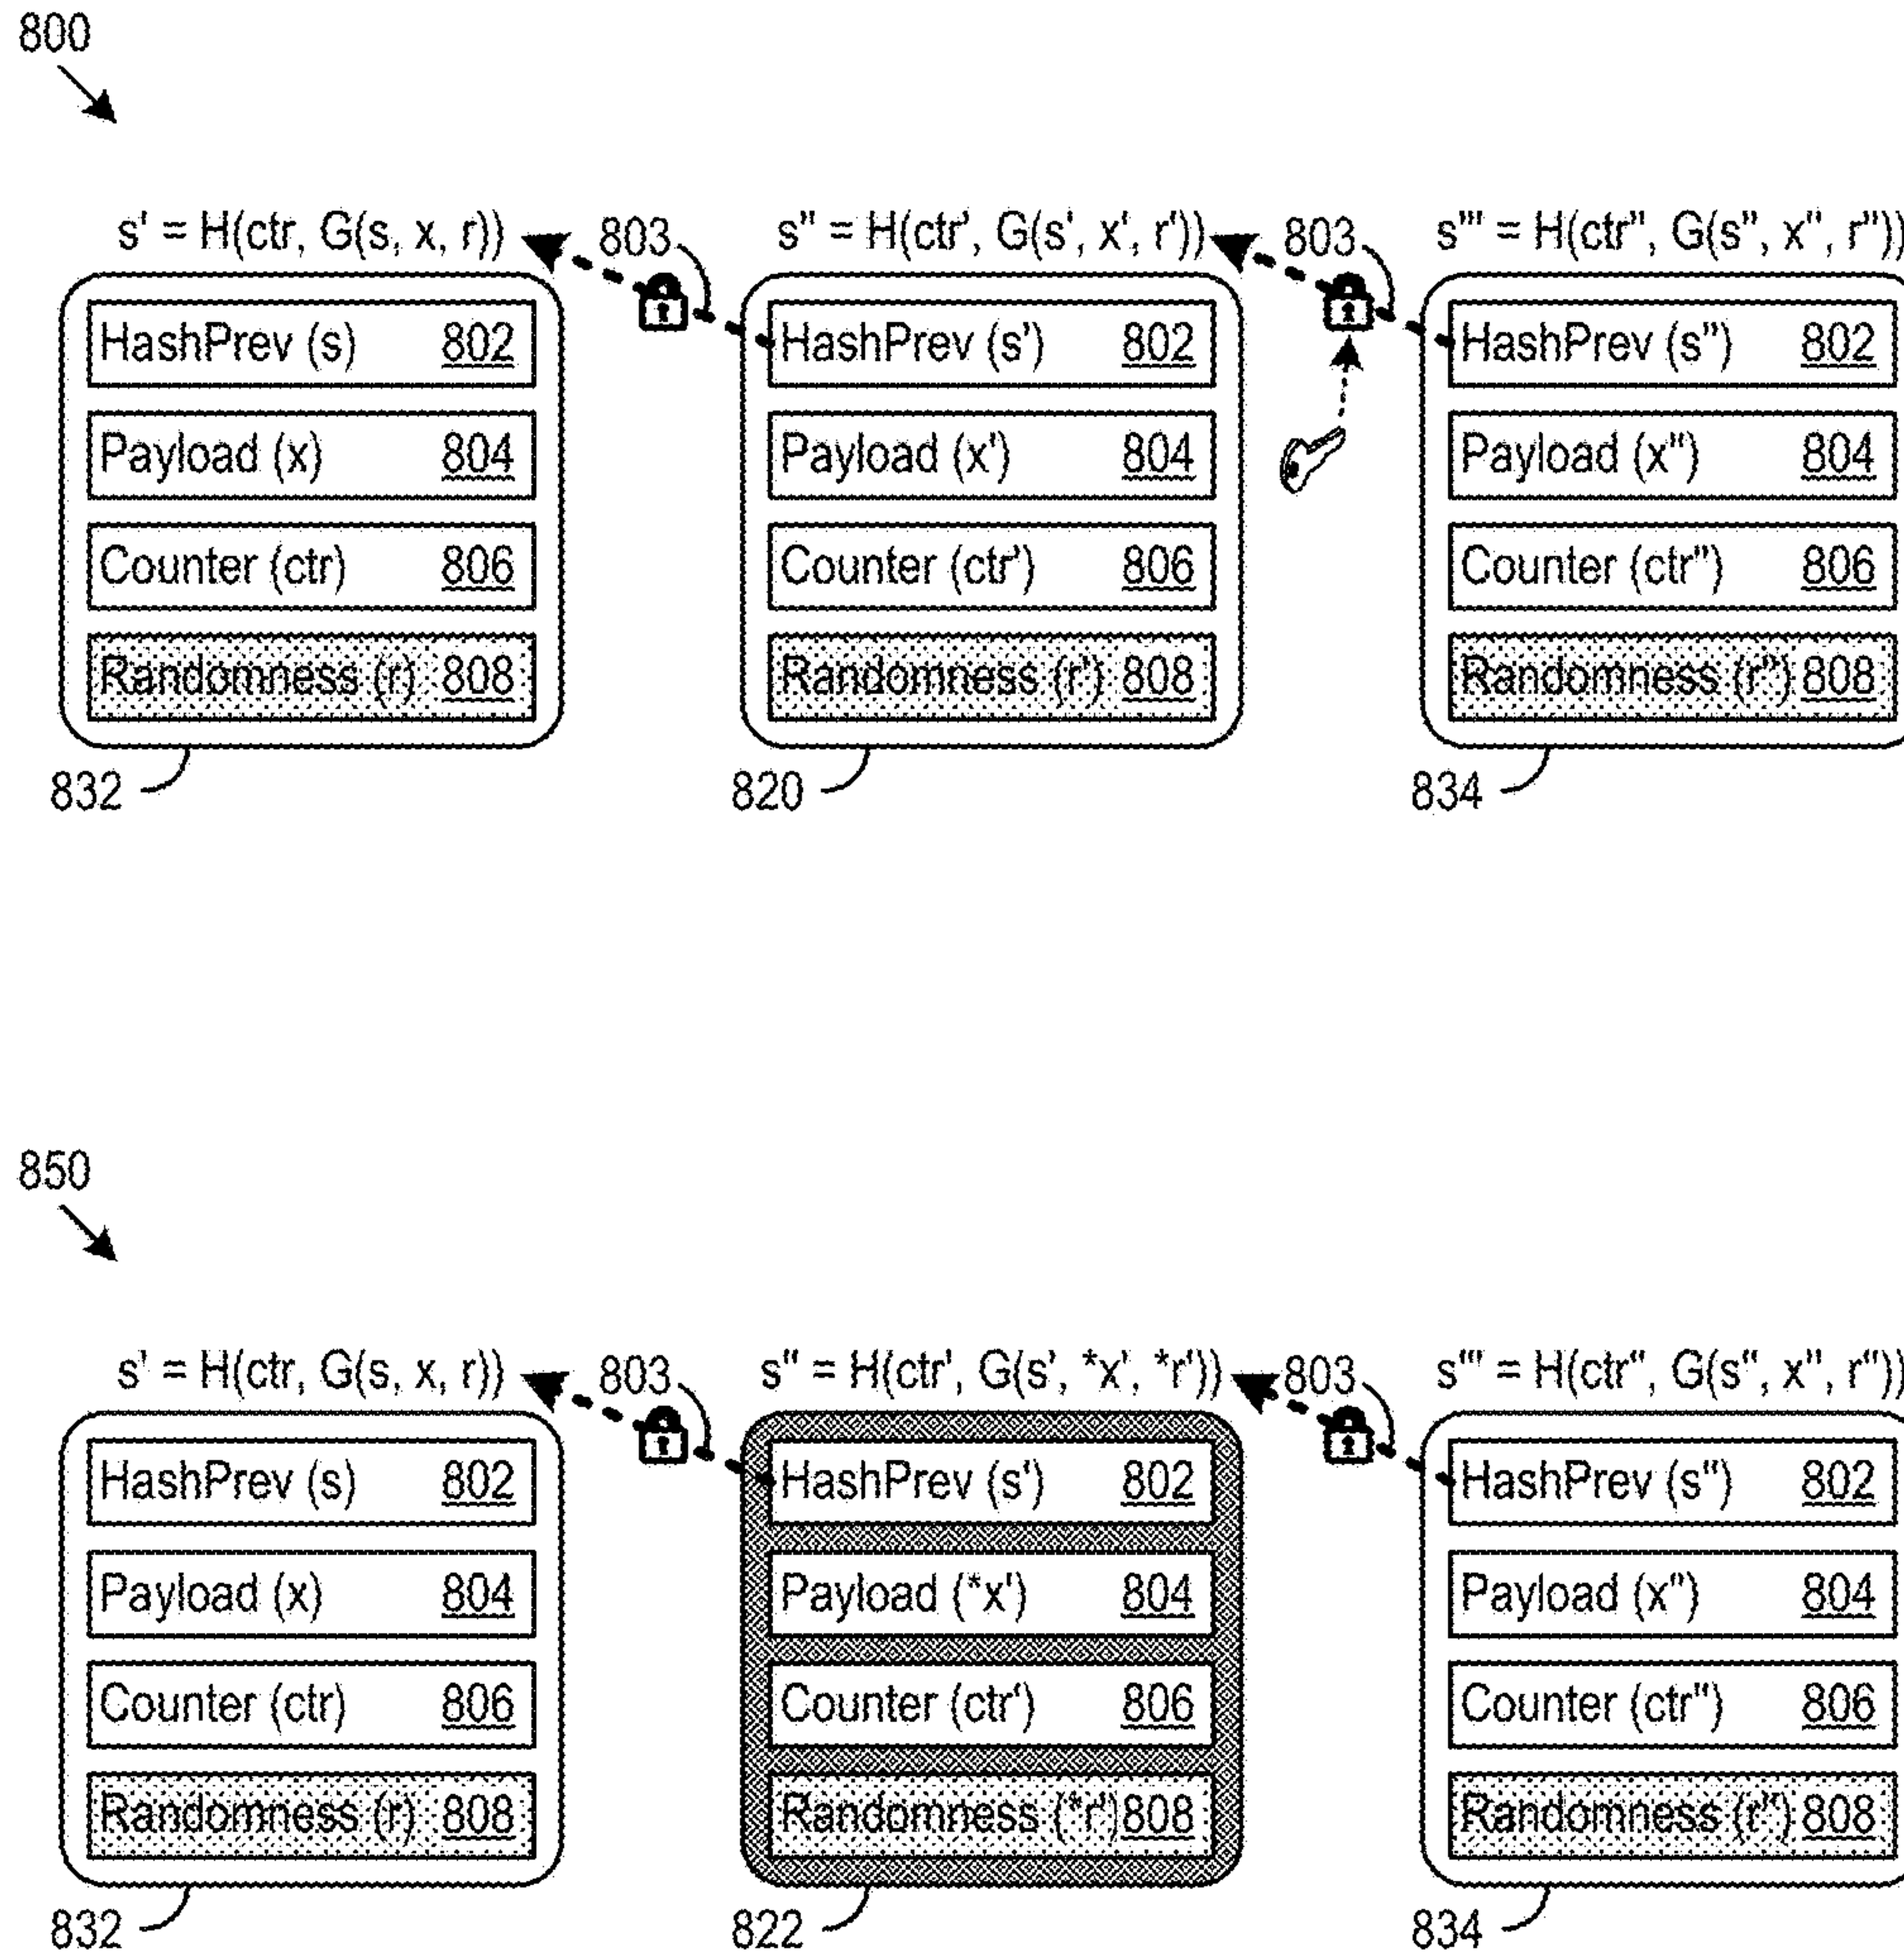 800
s' = H(ctr, G(s, x, r)) 803 s" = H(ctr', G(s', x', r')) 803 s''' = H(ctr", G(s", x", r"))
HashPrev (s) 802 HashPrev (s') 802 HashPrev (s") 802
Payload (x) 804 Payload (x') 804 Payload (x") 804
Counter (ctr) 806 Counter (ctr') 806 Counter (ctr") 806
Randomness (r) 808 Randomness (r') 808 Randomness (r") 808
832 820 834
850
s' = H(ctr, G(s, x, r)) 803 s" = H(ctr', G(s', *x', *r')) 803 s''' = H(ctr", G(s", x", r"))
HashPrev (s) 802 HashPrev (s') 802 HashPrev (s") 802
Payload (x) 804 Payload (*x') 804 Payload (x") 804
Counter (ctr) 806 Counter (ctr') 806 Counter (ctr") 806
Randomness (r) 808 Randomness (*r') 808 Randomness (r") 808
832 822 834